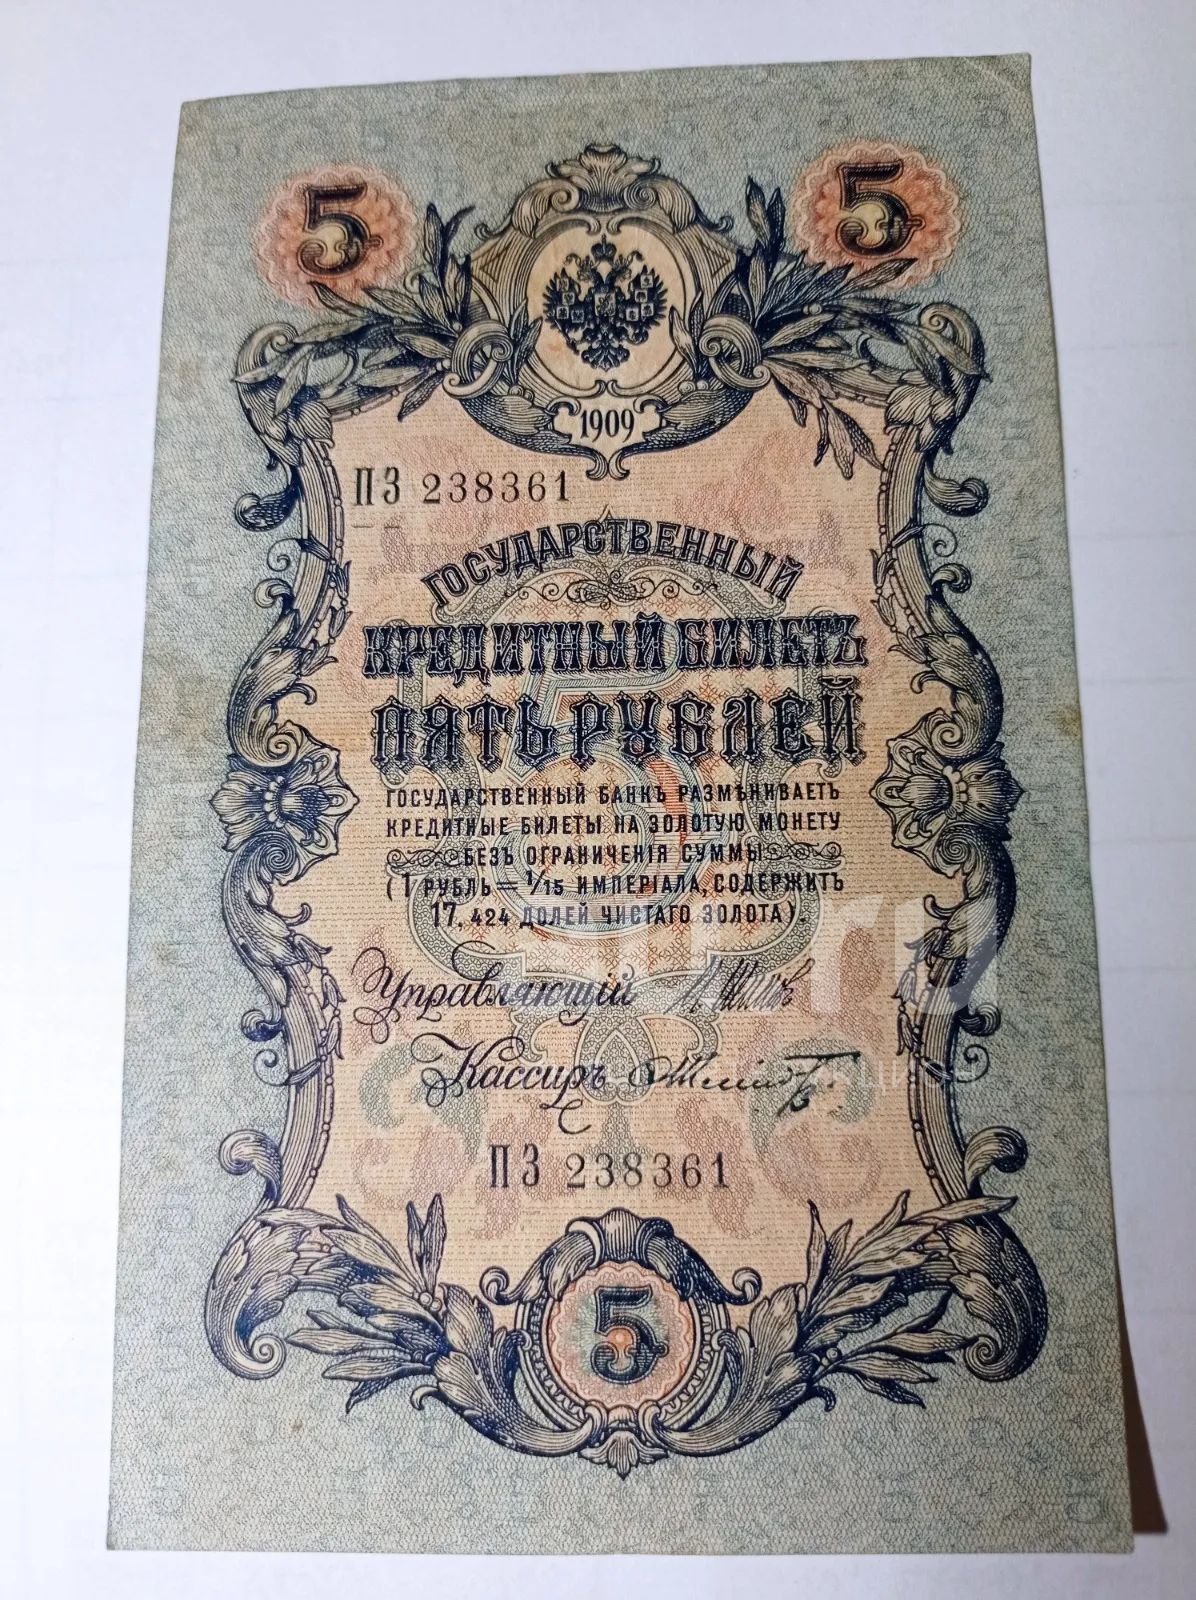 5 5
1909
ПЗ 238361
ГОСУДАРСТВЕННЫЙ
КРЕДИТНЫЙ БИЛЕТЪ
ПЯТЬ РУБЛЕЙ
ГОСУДАРСТВЕННЫЙ БАНКЪ РАЗМѢНИВАЕТЪ
КРЕДИТНЫЕ БИЛЕТЫ НА ЗОЛОТУЮ МОНЕТУ
БЕЗЪ ОГРАНИЧЕНІЯ СУММЫ
(1 РУБЛЬ = 1/15 ИМПЕРІАЛА, СОДЕРЖИТЪ
17,424 ДОЛЕЙ ЧИСТАГО ЗОЛОТА).
Управляющій
Кассиръ
ПЗ 238361
5